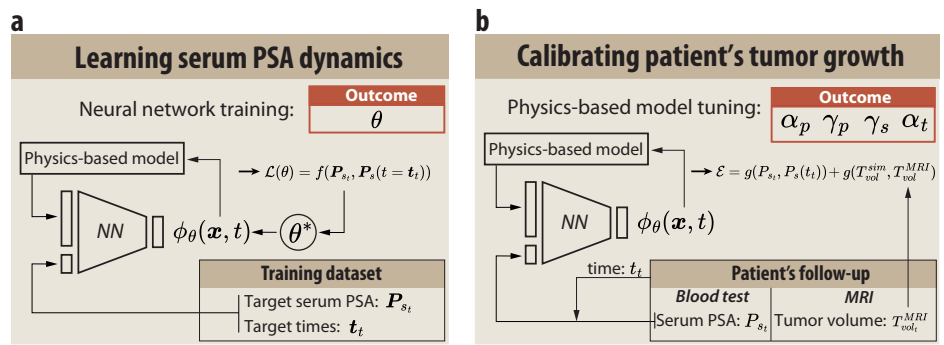 a
Learning serum PSA dynamics
Neural network training:
Outcome
θ
Physics-based model
ℒ(θ) = f(P_{s_t}, P_s(t = t_t))
NN
ϕ_θ(x, t)
θ*
Training dataset
Target serum PSA: P_{s_t}
Target times: t_t
b
Calibrating patient's tumor growth
Physics-based model tuning:
Outcome
α_p γ_p γ_s α_t
Physics-based model
ℰ = g(P_{s_t}, P_s(t_t)) + g(T_{vol}^{sim}, T_{vol}^{MRI})
NN
ϕ_θ(x, t)
time: t_t
Patient's follow-up
Blood test
Serum PSA: P_{s_t}
MRI
Tumor volume: T_{vol_t}^{MRI}